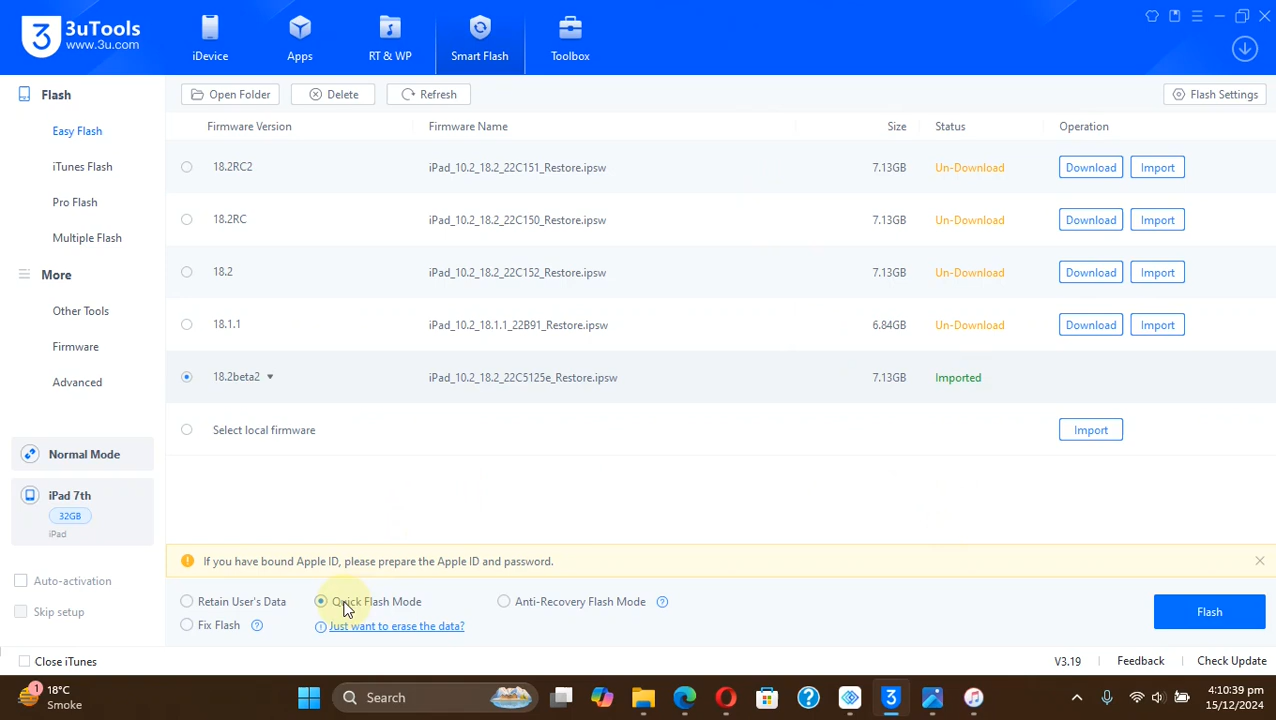 3 3uTools
www.3u.com
iDevice
Apps
RT & WP
Smart Flash
Toolbox
Flash
Easy Flash
iTunes Flash
Pro Flash
Multiple Flash
More
Other Tools
Firmware
Advanced
Normal Mode
iPad 7th
32GB
iPad
Auto-activation
Skip setup
Open Folder Delete Refresh Flash Settings
Firmware Version Firmware Name Size Status Operation
18.2RC2 iPad_10.2_18.2_22C151_Restore.ipsw 7.13GB Un-Download Download Import
18.2RC iPad_10.2_18.2_22C150_Restore.ipsw 7.13GB Un-Download Download Import
18.2 iPad_10.2_18.2_22C152_Restore.ipsw 7.13GB Un-Download Download Import
18.1.1 iPad_10.2_18.1.1_22B91_Restore.ipsw 6.84GB Un-Download Download Import
18.2beta2 iPad_10.2_18.2_22C5125e_Restore.ipsw 7.13GB Imported
Select local firmware Import
If you have bound Apple ID, please prepare the Apple ID and password.
Retain User's Data Quick Flash Mode Anti-Recovery Flash Mode
Fix Flash Just want to erase the data?
Flash
Close iTunes V3.19 Feedback Check Update
1
18°C
Smoke
Search
3
4:10:39 pm
15/12/2024